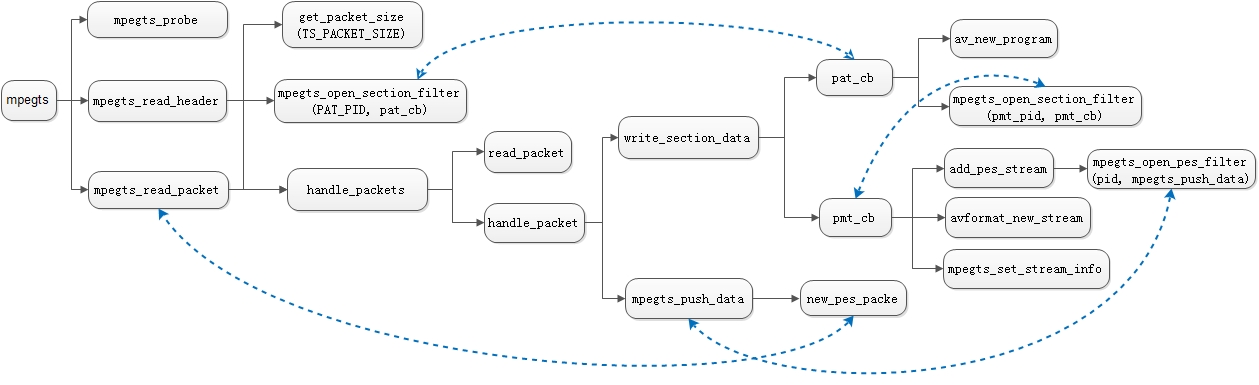 mpegts
mpegts_probe
mpegts_read_header
mpegts_read_packet
get_packet_size
(TS_PACKET_SIZE)
mpegts_open_section_filter
(PAT_PID, pat_cb)
handle_packets
read_packet
handle_packet
write_section_data
mpegts_push_data
pat_cb
pmt_cb
new_pes_packe
av_new_program
mpegts_open_section_filter
(pmt_pid, pmt_cb)
add_pes_stream
avformat_new_stream
mpegts_set_stream_info
mpegts_open_pes_filter
(pid, mpegts_push_data)